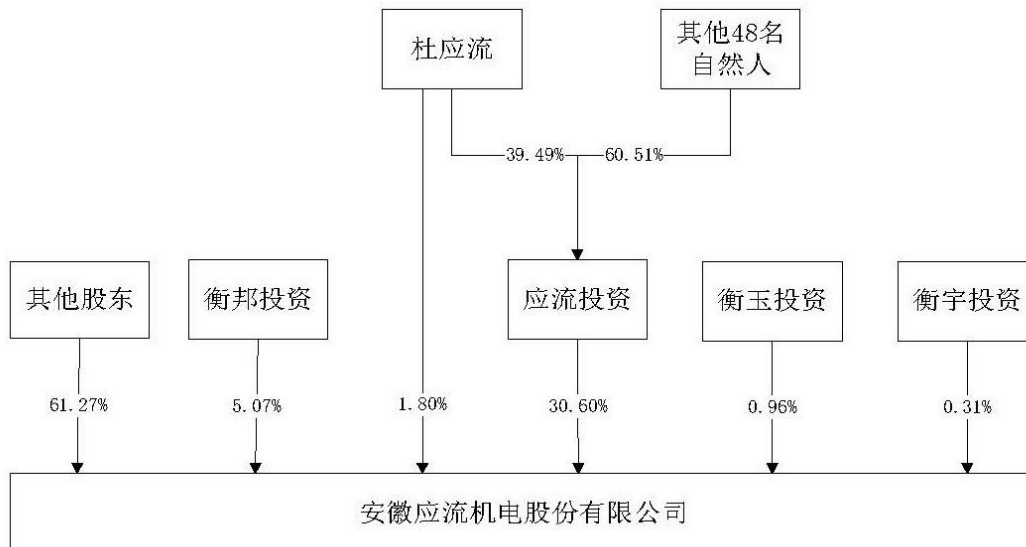 杜应流
其他48名
自然人
39.49%
60.51%
其他股东
衡邦投资
应流投资
衡玉投资
衡宇投资
61.27%
5.07%
1.80%
30.60%
0.96%
0.31%
安徽应流机电股份有限公司